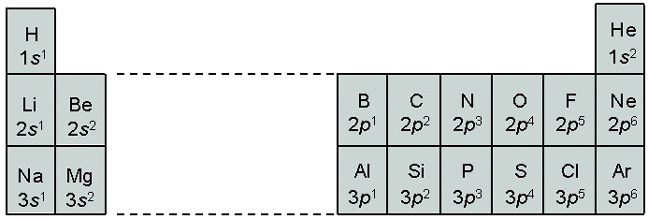 H He
1s¹ 1s²
Li Be B C N O F Ne
2s¹ 2s² 2p¹ 2p² 2p³ 2p⁴ 2p⁵ 2p⁶
Na Mg Al Si P S Cl Ar
3s¹ 3s² 3p¹ 3p² 3p³ 3p⁴ 3p⁵ 3p⁶